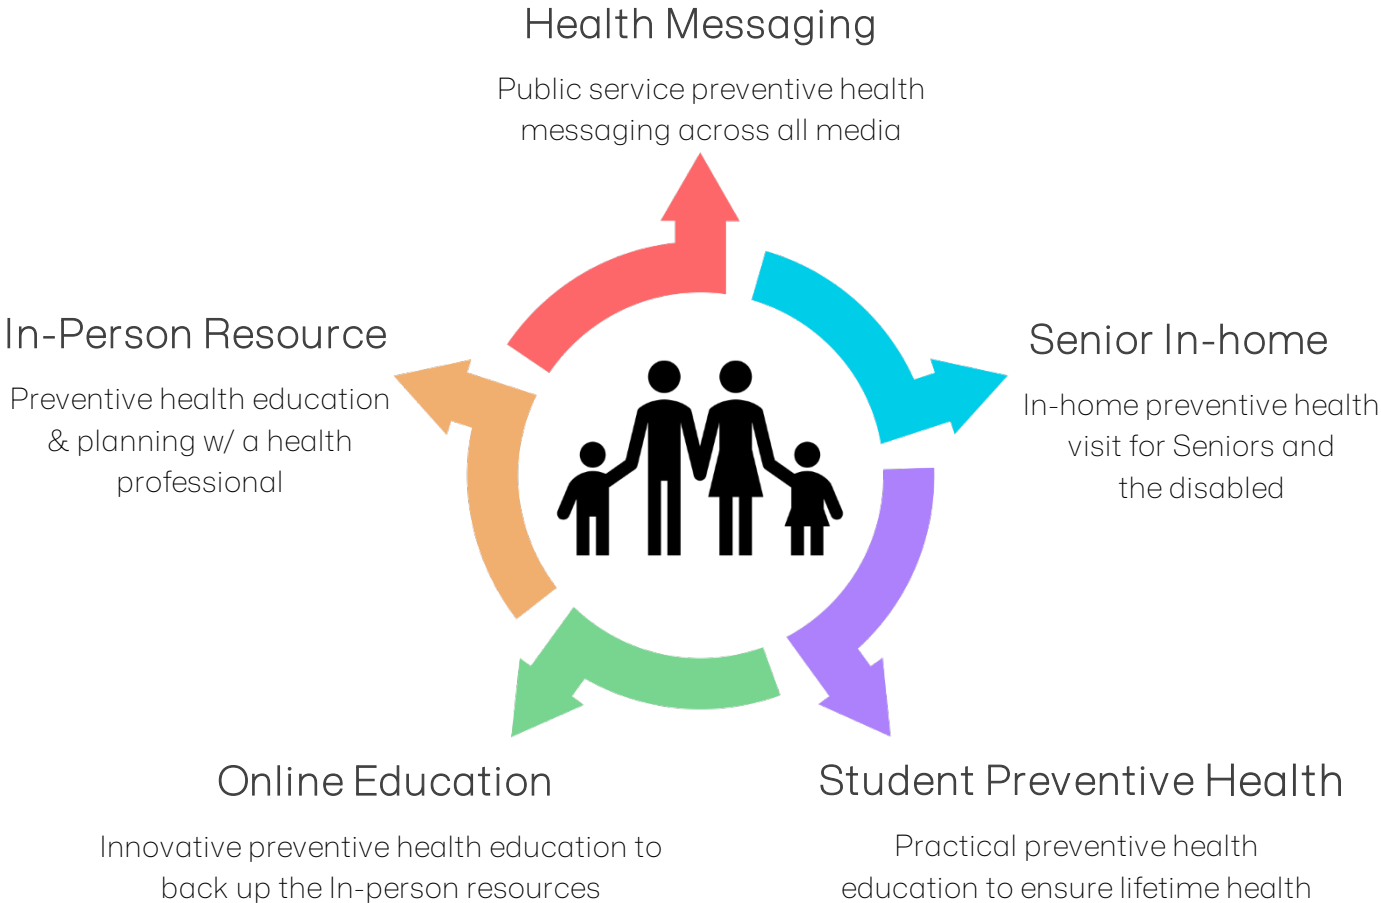 Health Messaging
Public service preventive health
messaging across all media
In-Person Resource
Preventive health education
& planning w/ a health
professional
Senior In-home
In-home preventive health
visit for Seniors and
the disabled
Online Education
Innovative preventive health education to
back up the In-person resources
Student Preventive Health
Practical preventive health
education to ensure lifetime health